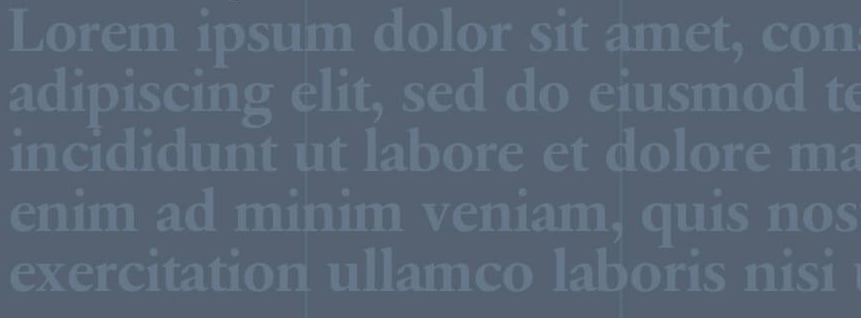 Lorem ipsum dolor sit amet, cons
adipiscing elit, sed do eiusmod te
incididunt ut labore et dolore ma
enim ad minim veniam, quis nos
exercitation ullamco laboris nisi